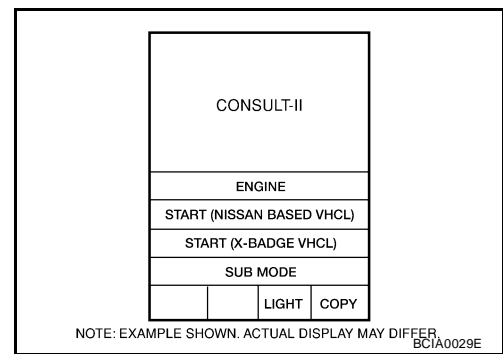 CONSULT-II
ENGINE
START (NISSAN BASED VHCL)
START (X-BADGE VHCL)
SUB MODE
LIGHT COPY
NOTE: EXAMPLE SHOWN. ACTUAL DISPLAY MAY DIFFER.
BCIA0029E